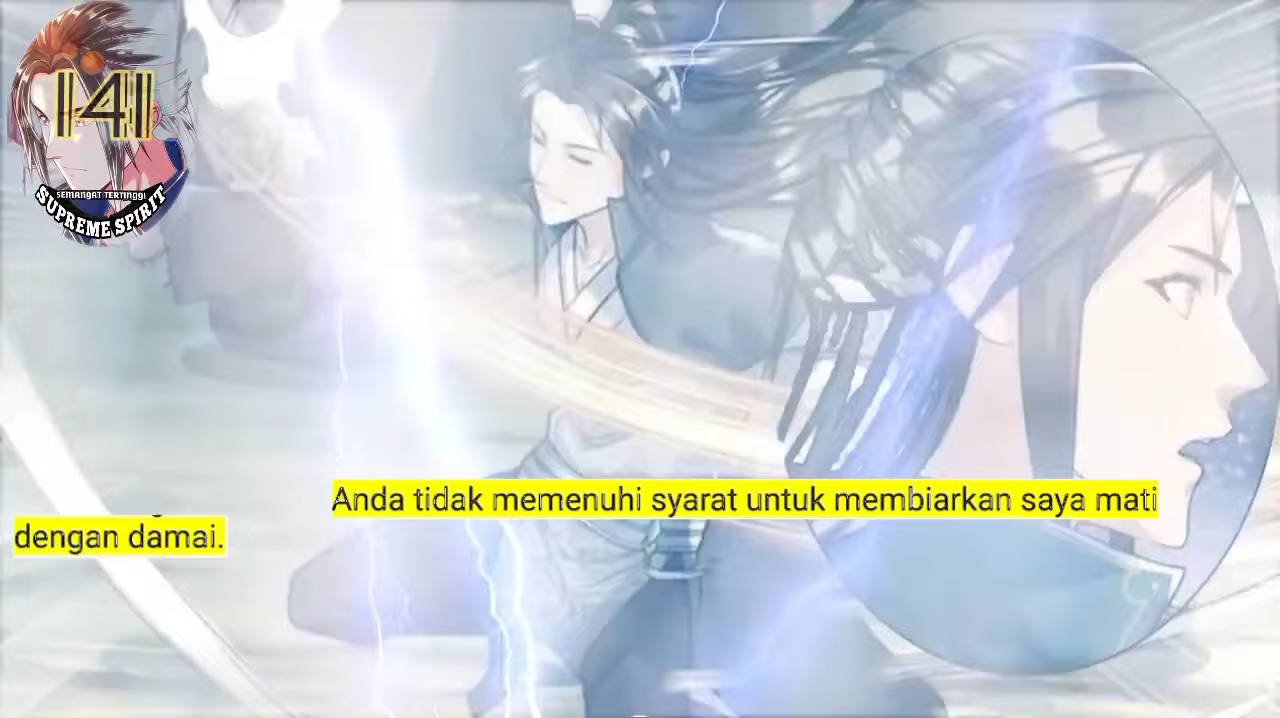 141
SEMANGAT TERTINGGI
SUPREME SPIRIT
Anda tidak memenuhi syarat untuk membiarkan saya mati
dengan damai.